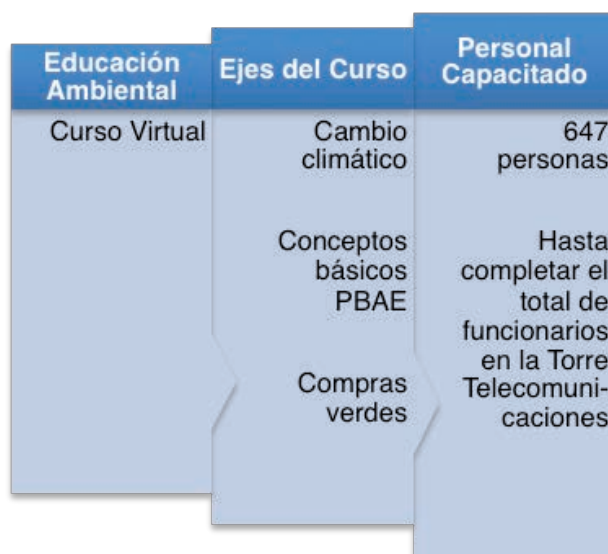 Educación
Ambiental
Curso Virtual
Ejes del Curso
Cambio
climático
Conceptos
básicos
PBAE
Compras
verdes
Personal
Capacitado
647
personas
Hasta
completar el
total de
funcionarios
en la Torre
Telecomuni-
caciones